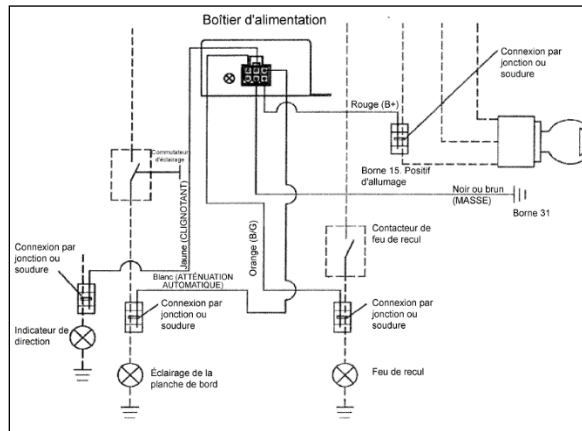 Boîtier d'alimentation
Connexion par
jonction ou
soudure
Rouge (B+)
Commutateur
d'éclairage
Borne 15. Positif
d'allumage
Noir ou brun
(MASSE)
Borne 31
Jaune (CLIGNOTANT)
Orange (B/G)
Contacteur de
feu de recul
Connexion par
jonction ou
soudure
Blanc (ATTÉNUATION
AUTOMATIQUE)
Connexion par
jonction ou
soudure
Connexion par
jonction ou
soudure
Indicateur de
direction
Éclairage de la
planche de bord
Feu de recul